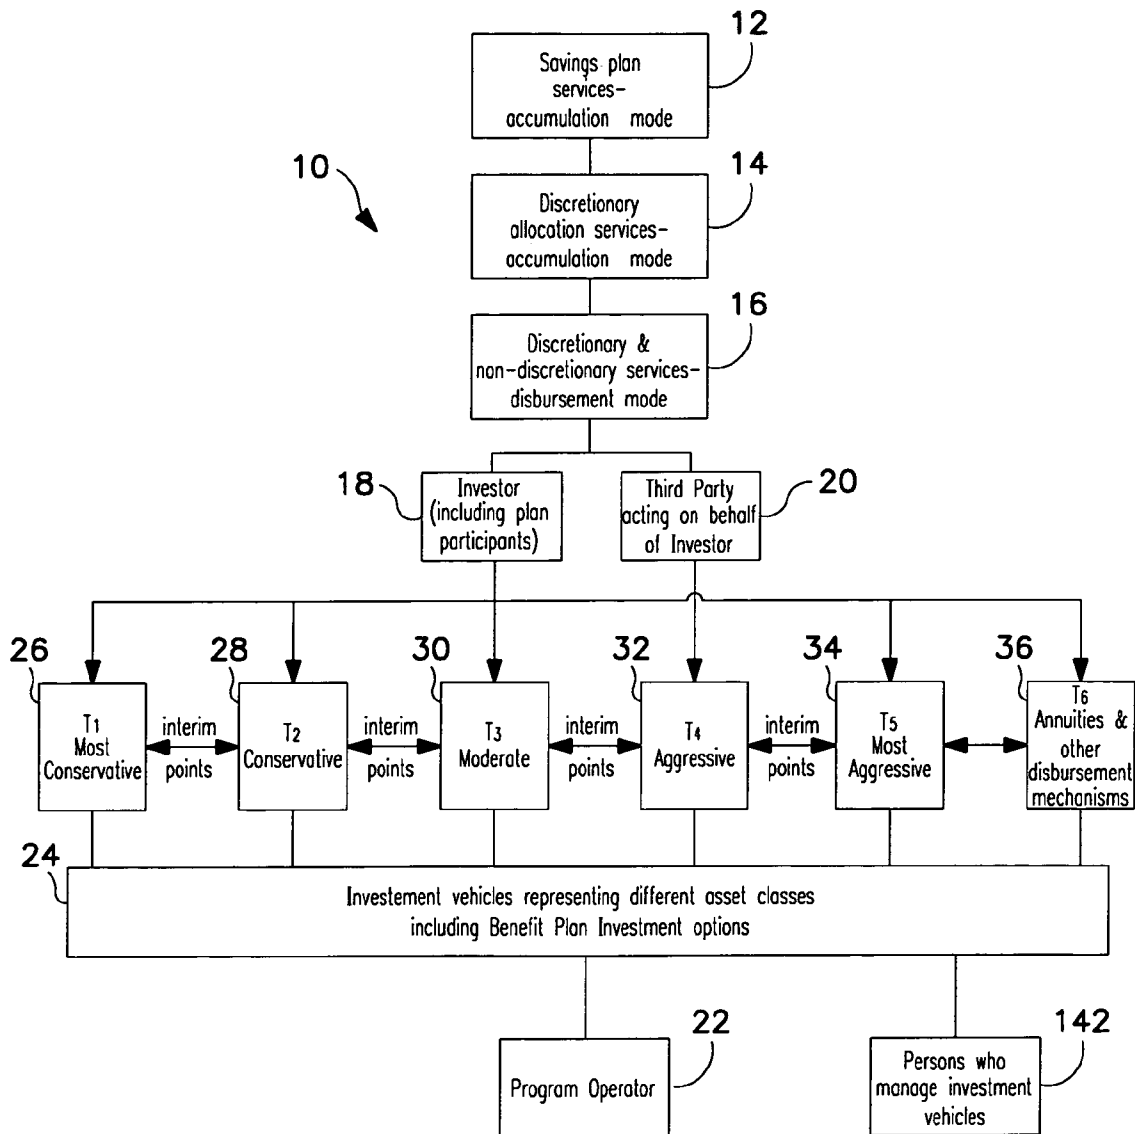 12
Savings plan
services-
accumulation mode
10
14
Discretionary
allocation services-
accumulation mode
16
Discretionary &
non-discretionary services-
disbursement mode
18
Investor
(including plan
participants)
Third Party
acting on behalf
of Investor
20
26
28
30
32
34
36
T1
Most
Conservative
interim
points
T2
Conservative
interim
points
T3
Moderate
interim
points
T4
Aggressive
interim
points
T5
Most
Aggressive
T6
Annuities &
other
disbursement
mechanisms
24
Investement vehicles representing different asset classes
including Benefit Plan Investment options
22
Program Operator
142
Persons who
manage investment
vehicles